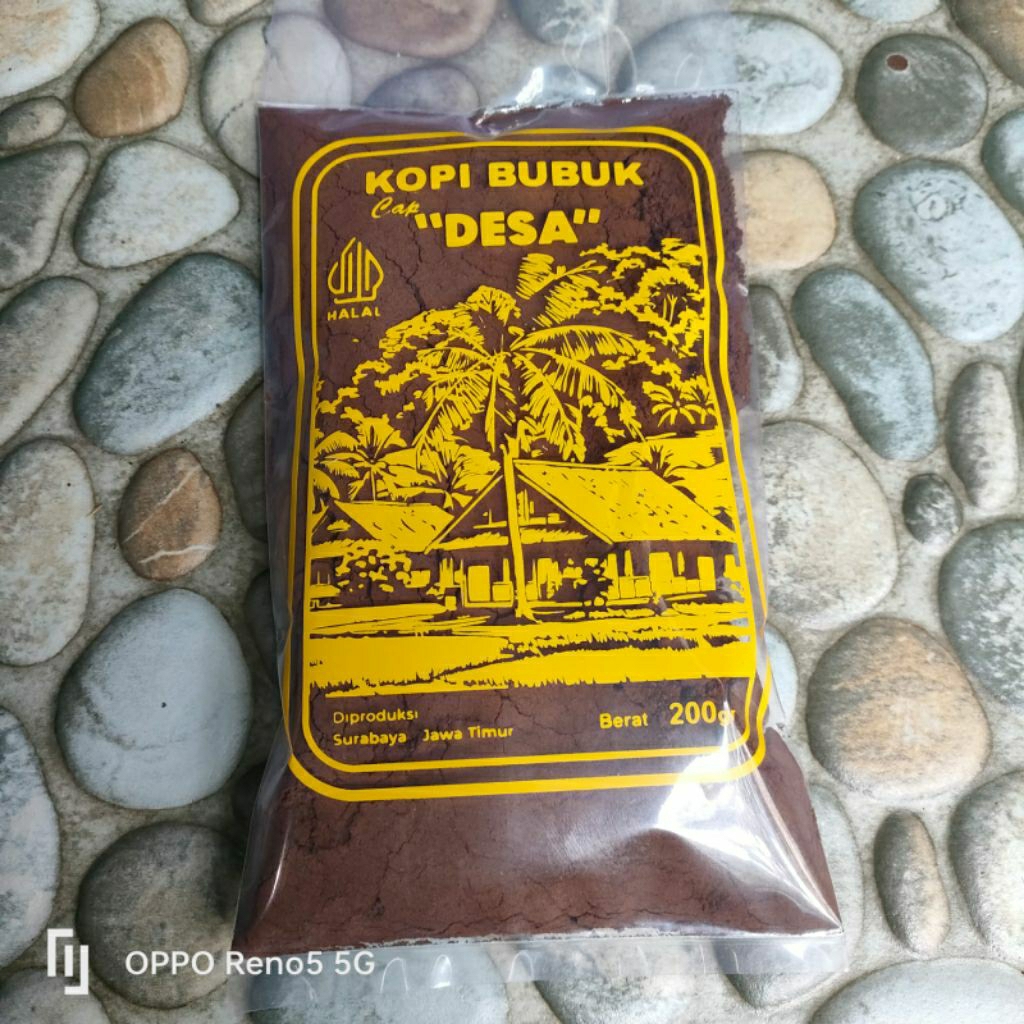 KOPI BUBUK
Cap
"DESA"
HALAL
Diproduksi
Surabaya Jawa Timur
Berat 200gr
OPPO Reno5 5G